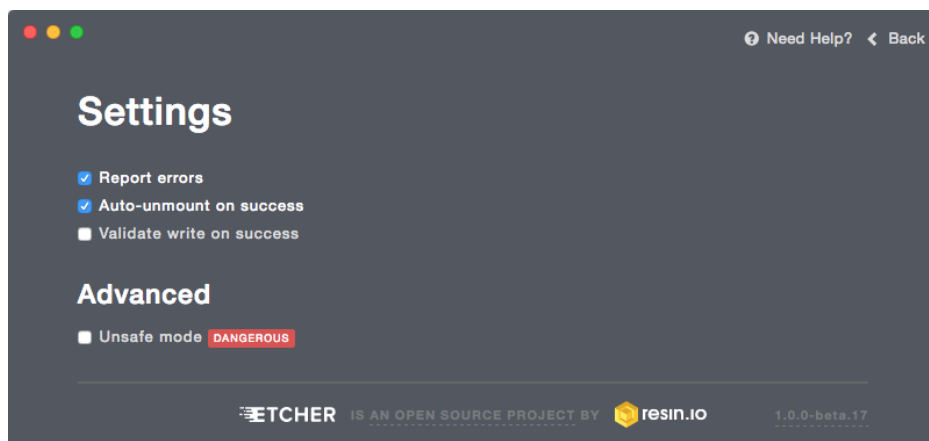 Need Help? Back
Settings
Report errors
Auto-unmount on success
Validate write on success
Advanced
Unsafe mode DANGEROUS
ETCHER IS AN OPEN SOURCE PROJECT BY resin.io 1.0.0-beta.17